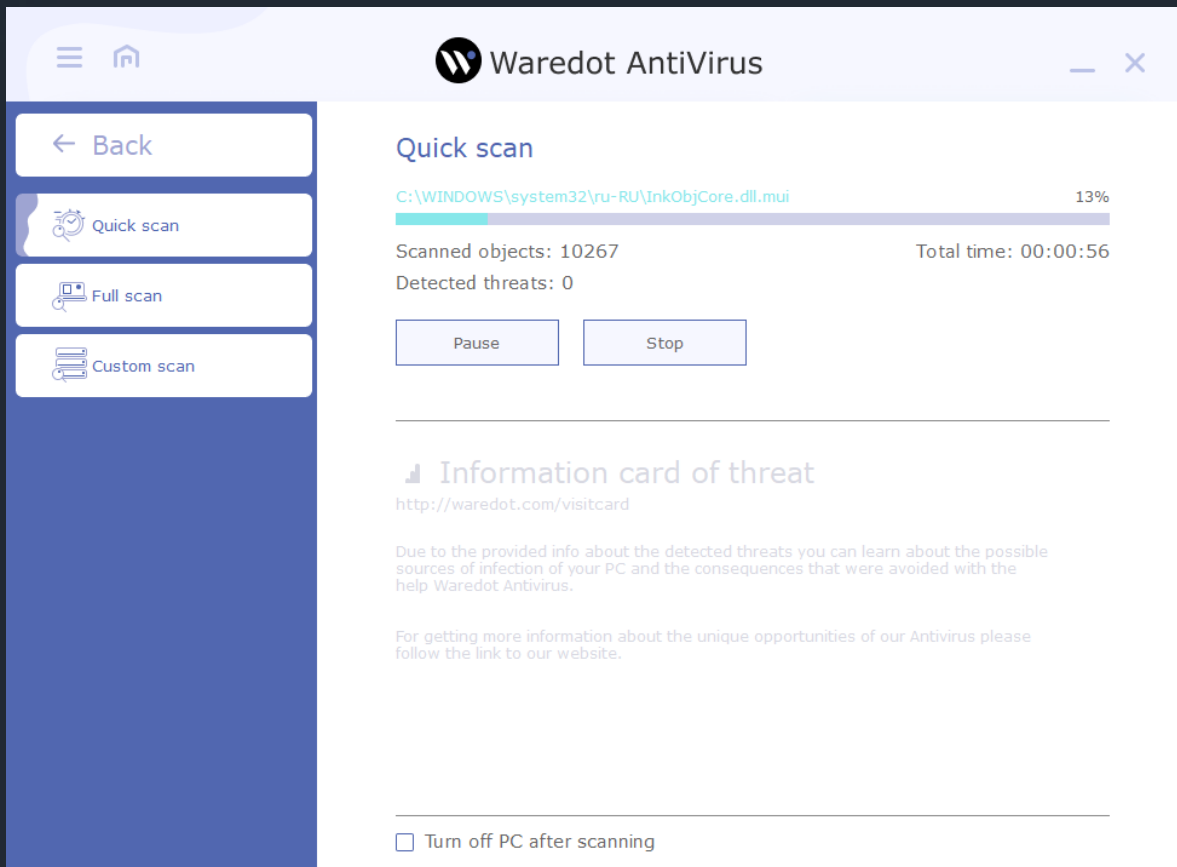 Waredot AntiVirus
Back
Quick scan
Full scan
Custom scan
Quick scan
C:\WINDOWS\system32\ru-RU\InkObjCore.dll.mui 13%
Scanned objects: 10267 Total time: 00:00:56
Detected threats: 0
Pause Stop
Information card of threat
http://waredot.com/visitcard
Due to the provided info about the detected threats you can learn about the possible
sources of infection of your PC and the consequences that were avoided with the
help Waredot Antivirus.
For getting more information about the unique opportunities of our Antivirus please
follow the link to our website.
Turn off PC after scanning